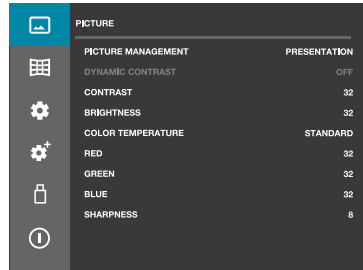 PICTURE
PICTURE MANAGEMENT PRESENTATION
DYNAMIC CONTRAST OFF
CONTRAST 32
BRIGHTNESS 32
COLOR TEMPERATURE STANDARD
RED 32
GREEN 32
BLUE 32
SHARPNESS 8